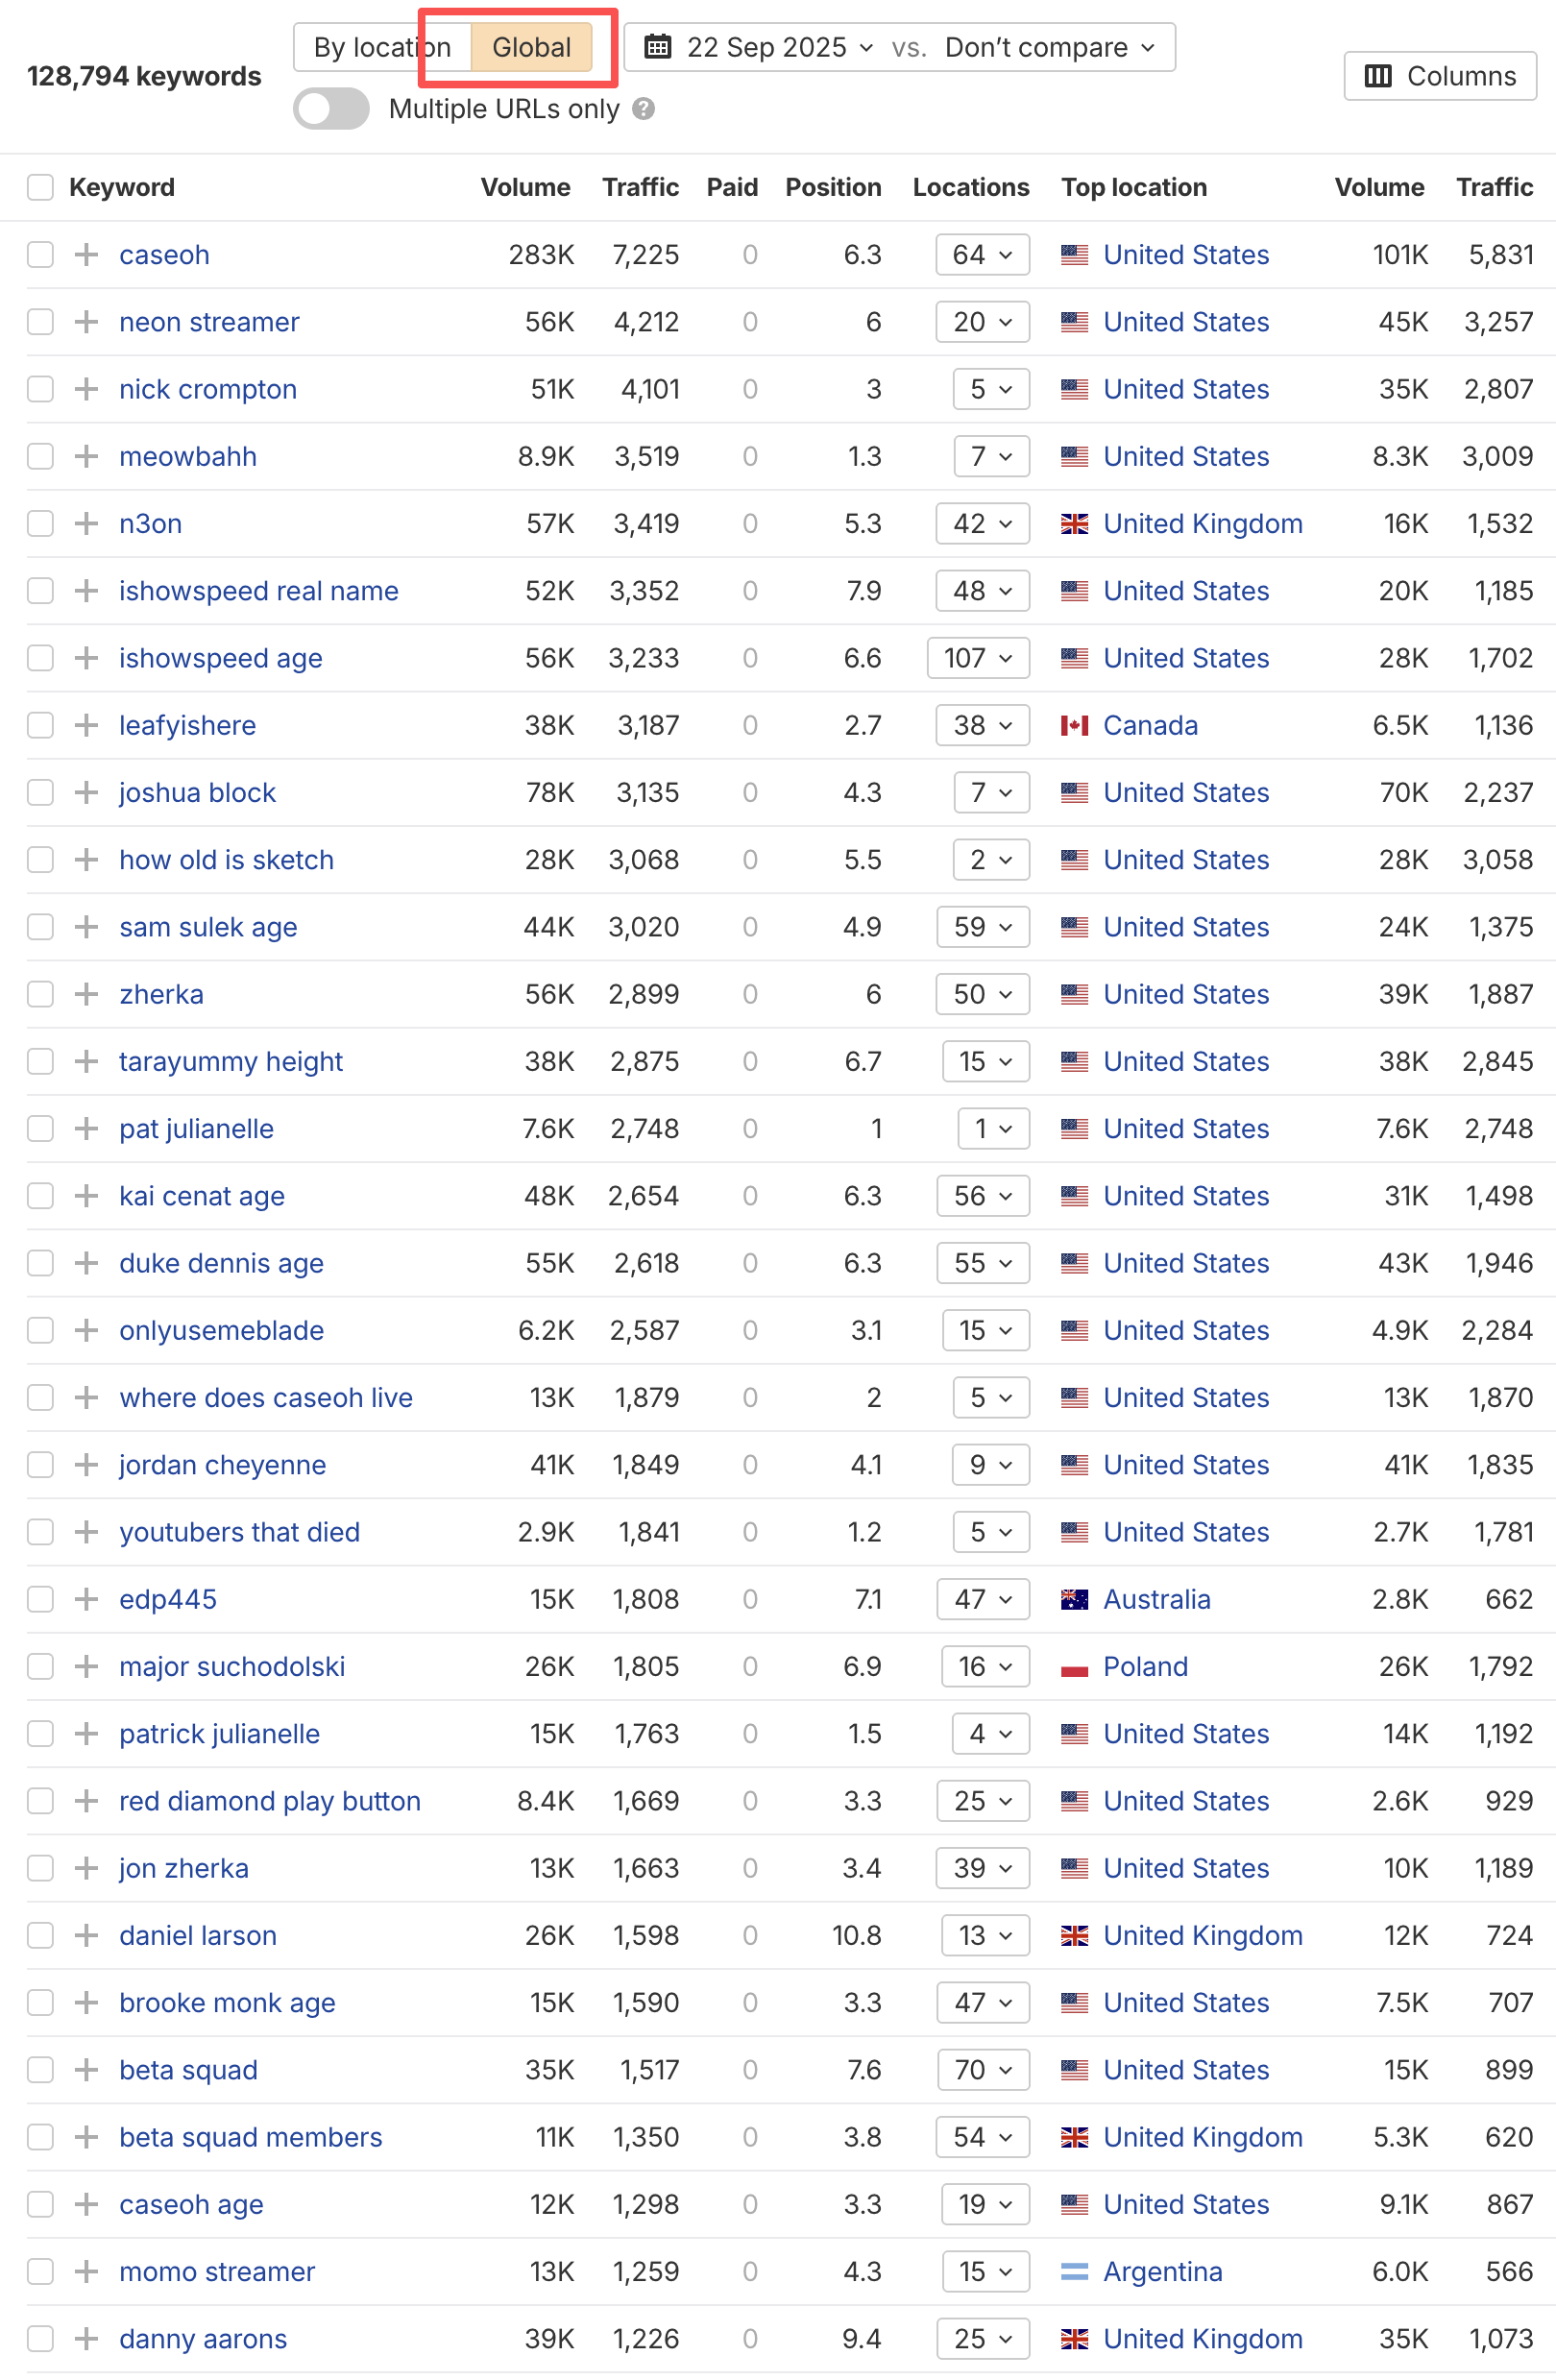 128,794 keywords
By location Global
22 Sep 2025 vs. Don’t compare
Columns
Multiple URLs only ?
Keyword Volume Traffic Paid Position Locations Top location Volume Traffic
caseoh 283K 7,225 0 6.3 64 United States 101K 5,831
neon streamer 56K 4,212 0 6 20 United States 45K 3,257
nick crompton 51K 4,101 0 3 5 United States 35K 2,807
meowbahh 8.9K 3,519 0 1.3 7 United States 8.3K 3,009
n3on 57K 3,419 0 5.3 42 United Kingdom 16K 1,532
ishowspeed real name 52K 3,352 0 7.9 48 United States 20K 1,185
ishowspeed age 56K 3,233 0 6.6 107 United States 28K 1,702
leafyishere 38K 3,187 0 2.7 38 Canada 6.5K 1,136
joshua block 78K 3,135 0 4.3 7 United States 70K 2,237
how old is sketch 28K 3,068 0 5.5 2 United States 28K 3,058
sam sulek age 44K 3,020 0 4.9 59 United States 24K 1,375
zherka 56K 2,899 0 6 50 United States 39K 1,887
tarayummy height 38K 2,875 0 6.7 15 United States 38K 2,845
pat julianelle 7.6K 2,748 0 1 1 United States 7.6K 2,748
kai cenat age 48K 2,654 0 6.3 56 United States 31K 1,498
duke dennis age 55K 2,618 0 6.3 55 United States 43K 1,946
onlyusemeblade 6.2K 2,587 0 3.1 15 United States 4.9K 2,284
where does caseoh live 13K 1,879 0 2 5 United States 13K 1,870
jordan cheyenne 41K 1,849 0 4.1 9 United States 41K 1,835
youtubers that died 2.9K 1,841 0 1.2 5 United States 2.7K 1,781
edp445 15K 1,808 0 7.1 47 Australia 2.8K 662
major suchodolski 26K 1,805 0 6.9 16 Poland 26K 1,792
patrick julianelle 15K 1,763 0 1.5 4 United States 14K 1,192
red diamond play button 8.4K 1,669 0 3.3 25 United States 2.6K 929
jon zherka 13K 1,663 0 3.4 39 United States 10K 1,189
daniel larson 26K 1,598 0 10.8 13 United Kingdom 12K 724
brooke monk age 15K 1,590 0 3.3 47 United States 7.5K 707
beta squad 35K 1,517 0 7.6 70 United States 15K 899
beta squad members 11K 1,350 0 3.8 54 United Kingdom 5.3K 620
caseoh age 12K 1,298 0 3.3 19 United States 9.1K 867
momo streamer 13K 1,259 0 4.3 15 Argentina 6.0K 566
danny aarons 39K 1,226 0 9.4 25 United Kingdom 35K 1,073